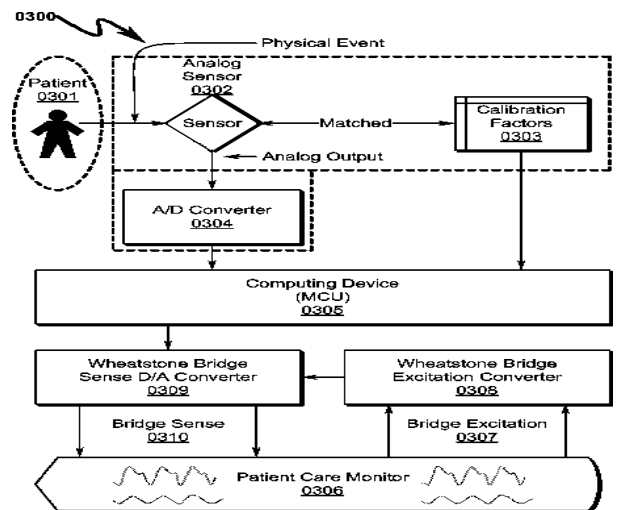 0300
Physical Event
Analog
Sensor
0302
Patient
0301
Sensor
Matched
Calibration
Factors
0303
Analog Output
A/D Converter
0304
Computing Device
(MCU)
0305
Wheatstone Bridge
Sense D/A Converter
0309
Wheatstone Bridge
Excitation Converter
0308
Bridge Sense
0310
Bridge Excitation
0307
Patient Care Monitor
0306